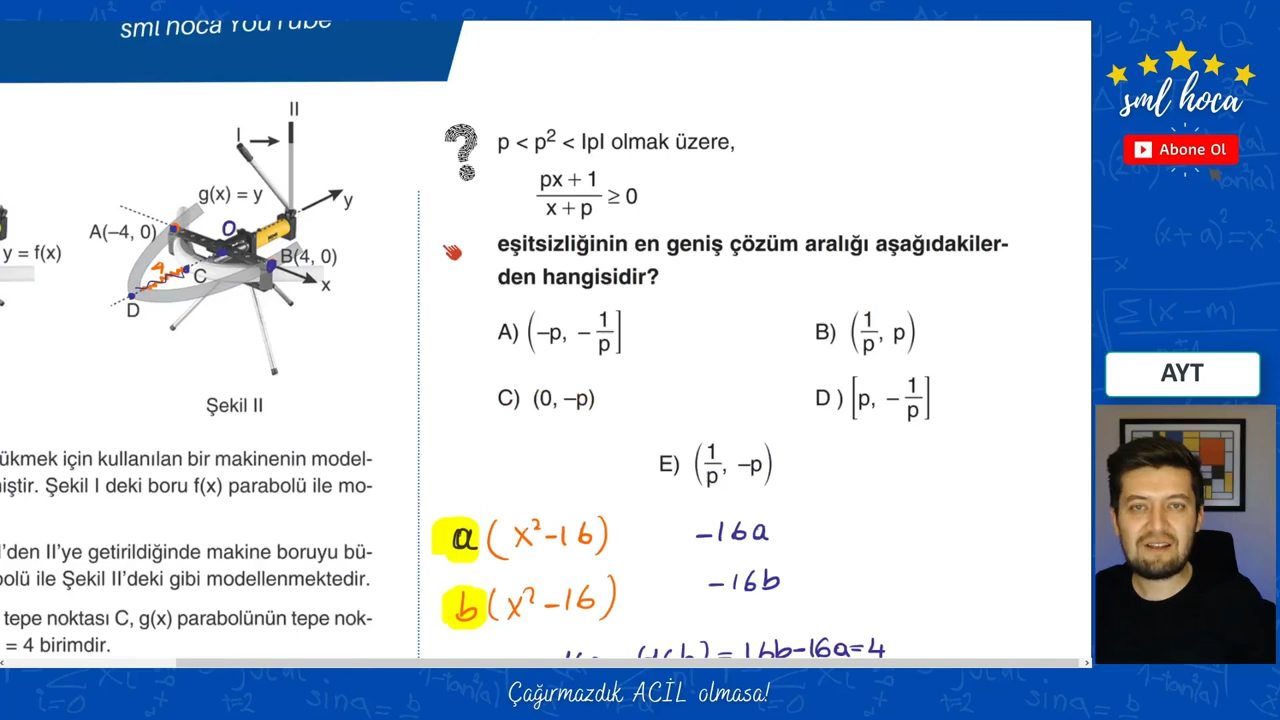 sml hoca YouTube
II
I
g(x) = y
y
A(−4, 0)
O
y = f(x)
B(4, 0)
4
C
x
D
Şekil II
ükmek için kullanılan bir makinenin model-
niştir. Şekil I deki boru f(x) parabolü ile mo-
I'den II'ye getirildiğinde makine boruyu bü-
bolü ile Şekil II'deki gibi modellenmektedir.
tepe noktası C, g(x) parabolünün tepe nok-
= 4 birimdir.
?
p < p² < |p| olmak üzere,
px + 1
x + p
≥ 0
eşitsizliğinin en geniş çözüm aralığı aşağıdakiler-
den hangisidir?
A) (−p, −1/p]
B) (1/p, p)
C) (0, −p)
D ) [p, −1/p]
E) (1/p, −p)
a (x²−16) −16a
b (x²−16) −16b
= 16b−16a=4
sml hoca
Abone Ol
AYT
Çağırmazdık ACİL olmasa!